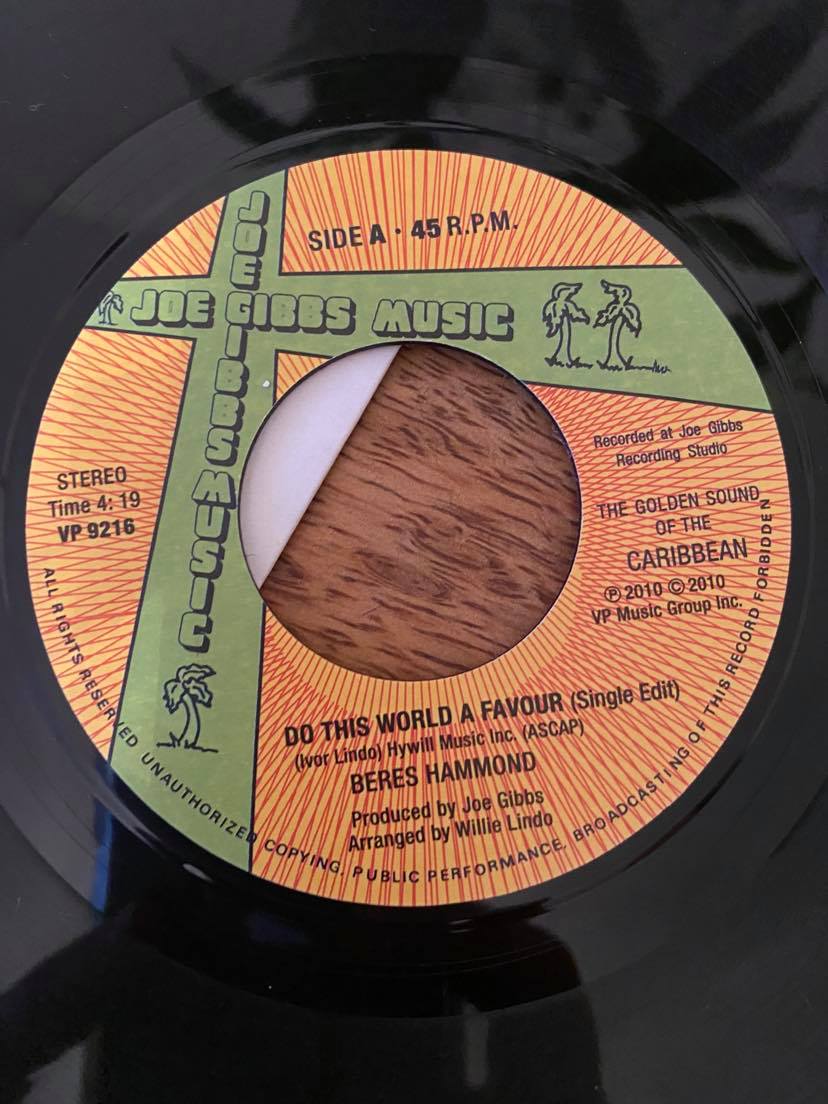 SIDE A · 45 R.P.M.
JOE GIBBS MUSIC
JOE GIBBS MUSIC
STEREO
Time 4: 19
VP 9216
Recorded at Joe Gibbs
Recording Studio
THE GOLDEN SOUND
OF THE
CARIBBEAN
℗ 2010 © 2010
VP Music Group Inc.
DO THIS WORLD A FAVOUR (Single Edit)
(Ivor Lindo) Hywill Music Inc. (ASCAP)
BERES HAMMOND
Produced by Joe Gibbs
Arranged by Willie Lindo
ALL RIGHTS RESERVED UNAUTHORIZED COPYING, PUBLIC PERFORMANCE, BROADCASTING OF THIS RECORD FORBIDDEN